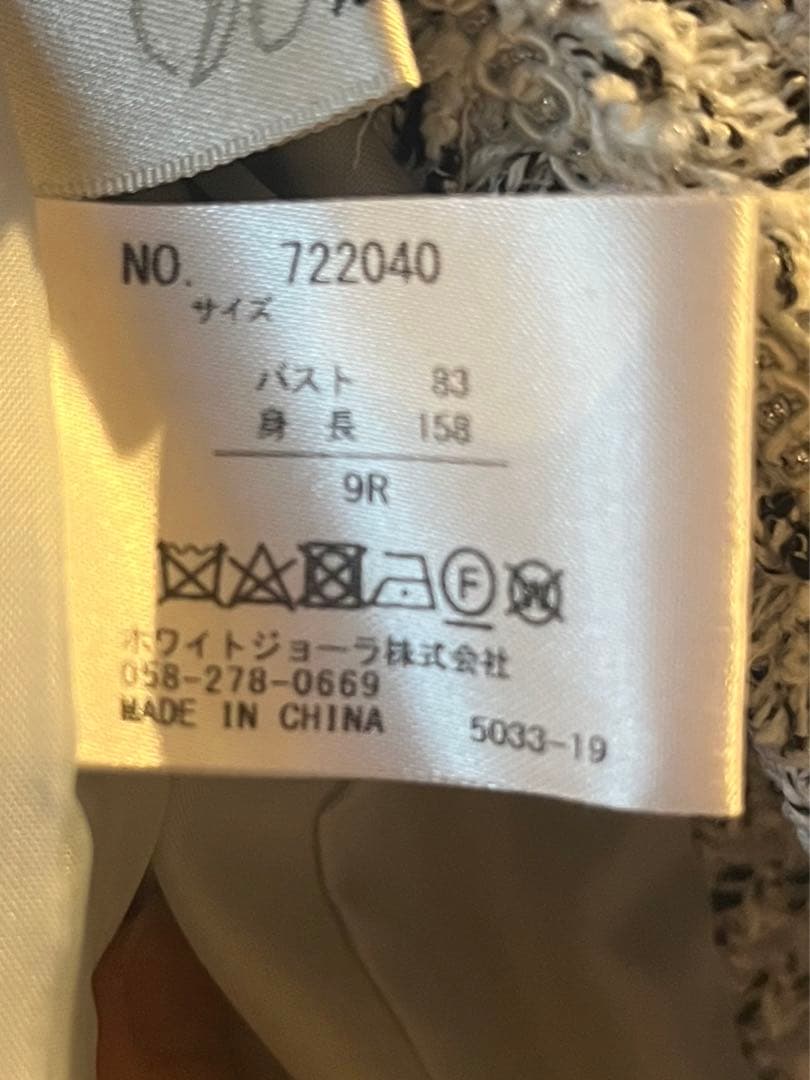 NO. 722040
サイズ
バスト 83
身長 158
9R
F
W
ホワイトジョーラ株式会社
058-278-0669
MADE IN CHINA 5033-19